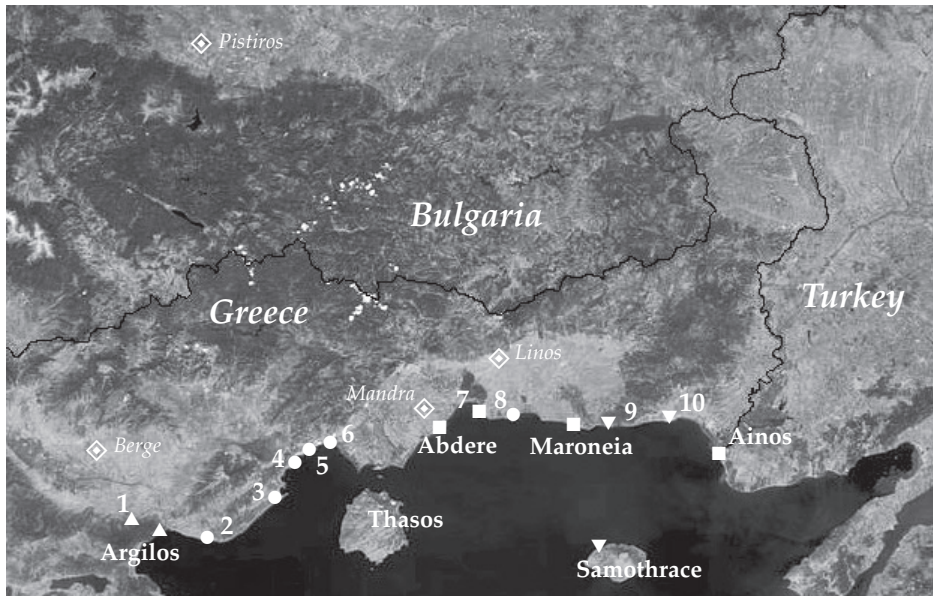 Pistiros
Bulgaria
Greece
Turkey
Linos
Mandra
7
8
9
10
Abdere
Maroneia
Ainos
Berge
4
5
6
3
1
2
Argilos
Thasos
Samothrace